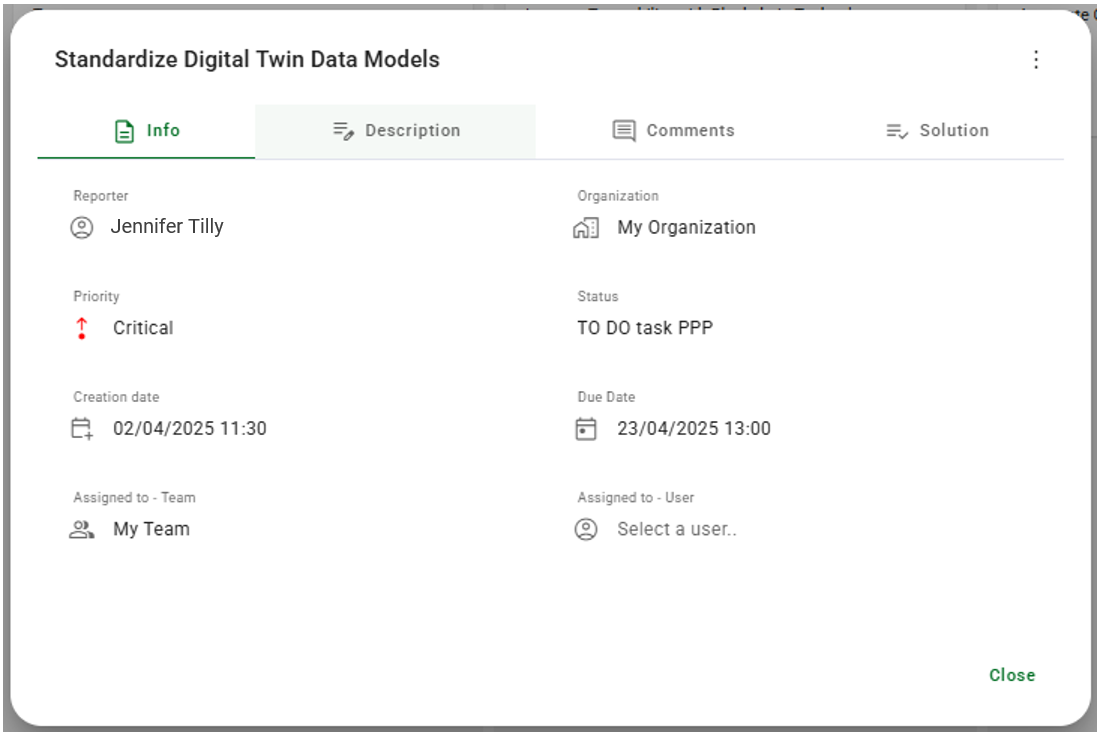 Standardize Digital Twin Data Models
Info Description Comments Solution
Reporter Organization
Jennifer Tilly My Organization
Priority Status
Critical TO DO task PPP
Creation date Due Date
02/04/2025 11:30 23/04/2025 13:00
Assigned to - Team Assigned to - User
My Team Select a user..
Close